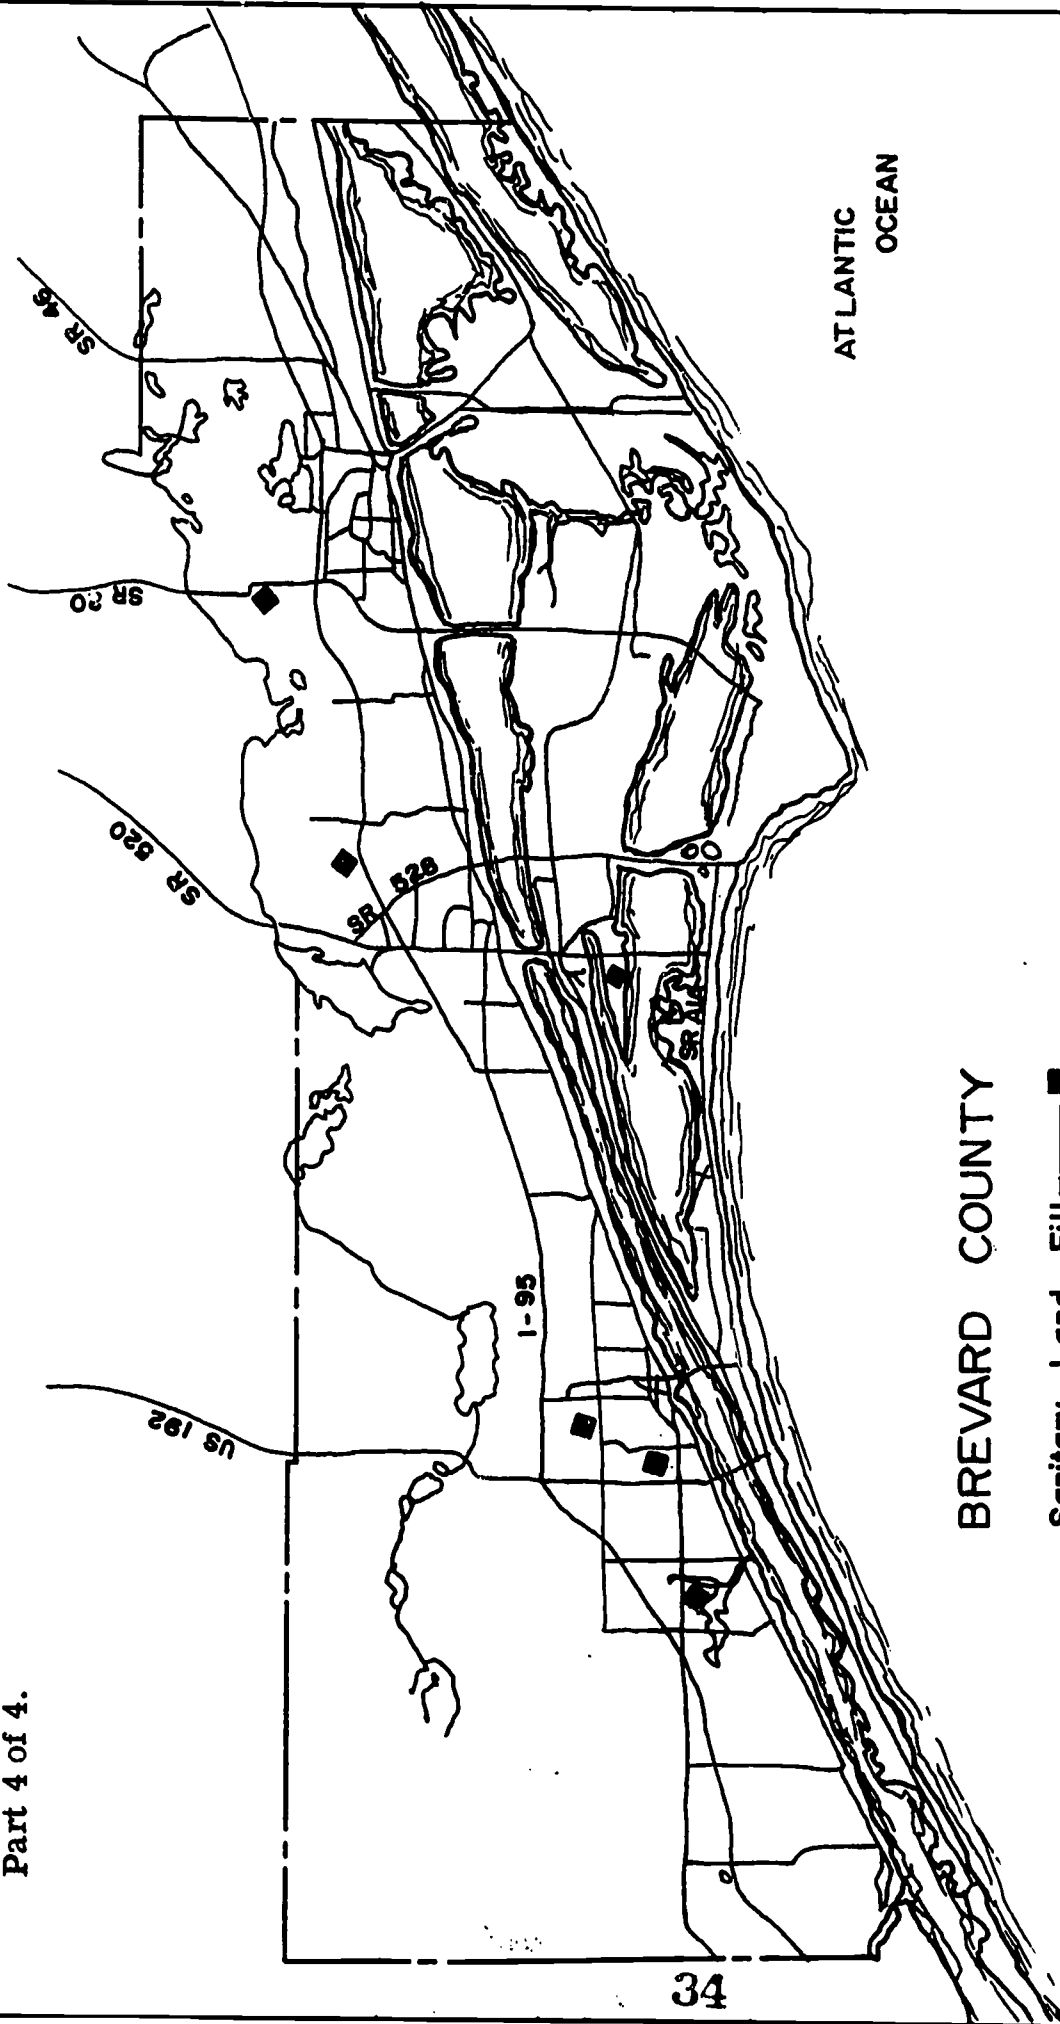 Part 4 of 4.
SR 46
SR 20
SR 520
SR 528
SR A1A
I-95
US 192
ATLANTIC
OCEAN
BREVARD COUNTY
34